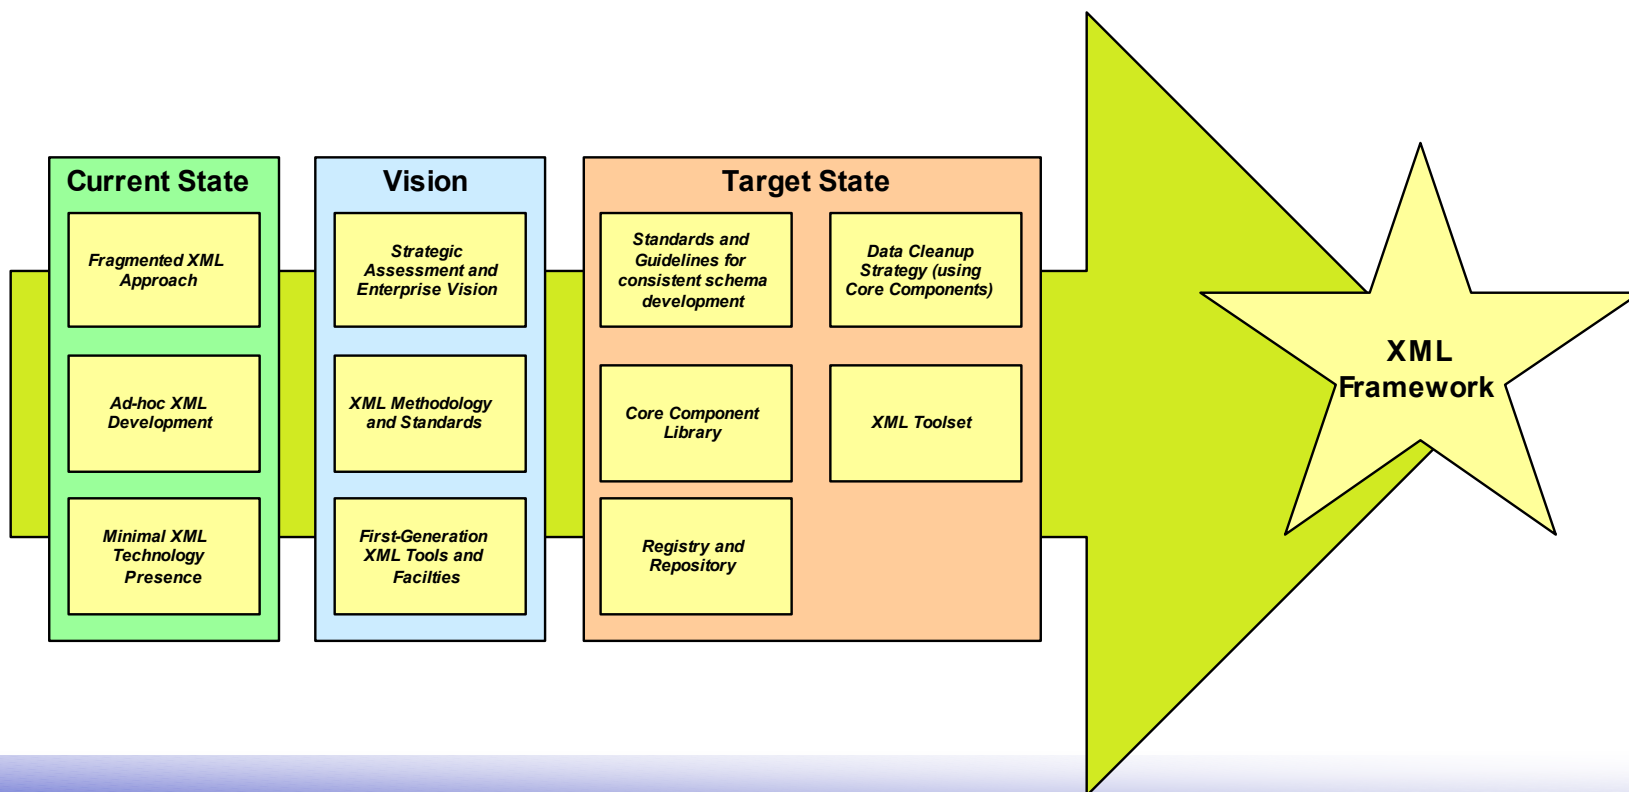 Current State
Fragmented XML
Approach
Ad-hoc XML
Development
Minimal XML
Technology
Presence
Vision
Strategic
Assessment and
Enterprise Vision
XML Methodology
and Standards
First-Generation
XML Tools and
Facilties
Target State
Standards and
Guidelines for
consistent schema
development
Data Cleanup
Strategy (using
Core Components)
Core Component
Library
XML Toolset
Registry and
Repository
XML
Framework